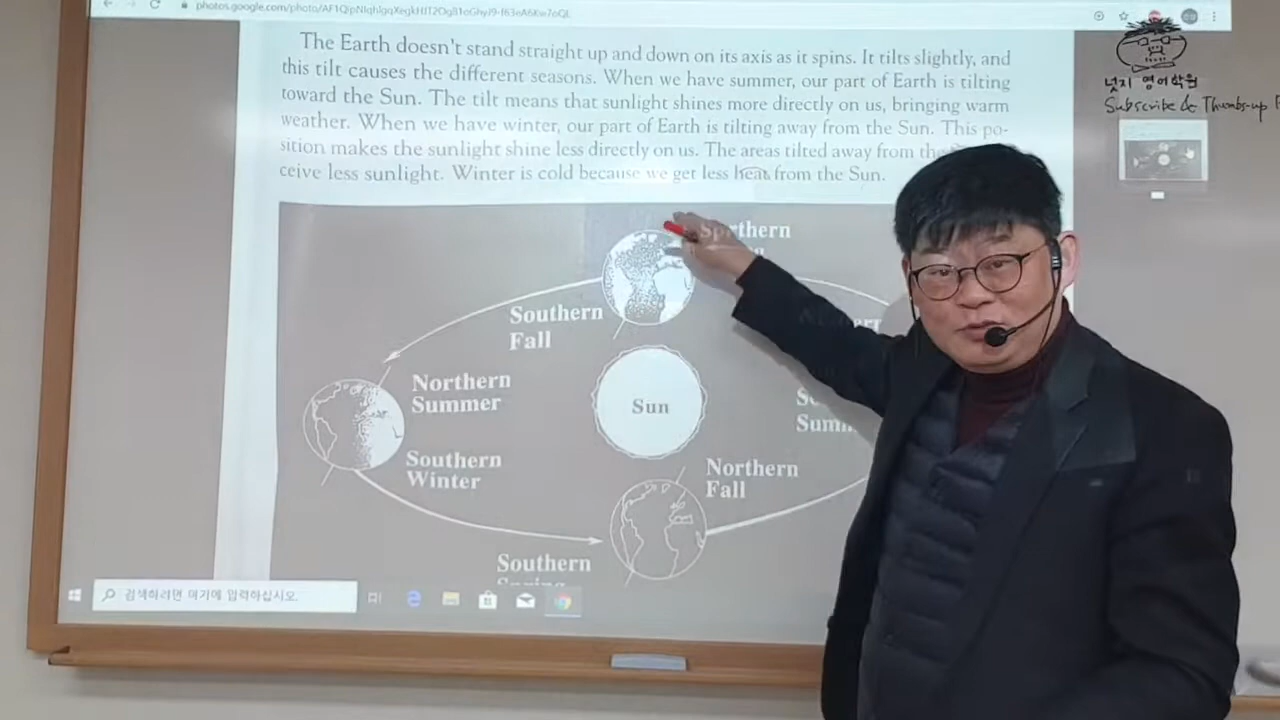 photos.google.com/photo/
The Earth doesn't stand straight up and down on its axis as it spins. It tilts slightly, and
this tilt causes the different seasons. When we have summer, our part of Earth is tilting
toward the Sun. The tilt means that sunlight shines more directly on us, bringing warm
weather. When we have winter, our part of Earth is tilting away from the Sun. This po-
sition makes the sunlight shine less directly on us. The areas tilted away from the
ceive less sunlight. Winter is cold because we get less heat from the Sun.
넛지 영어학원
Subscribe & Thumbs-up
Southern
Fall
Northern
Summer
Sun
Southern
Winter
Northern
Fall
Southern
Spring
검색하려면 여기에 입력하십시오.